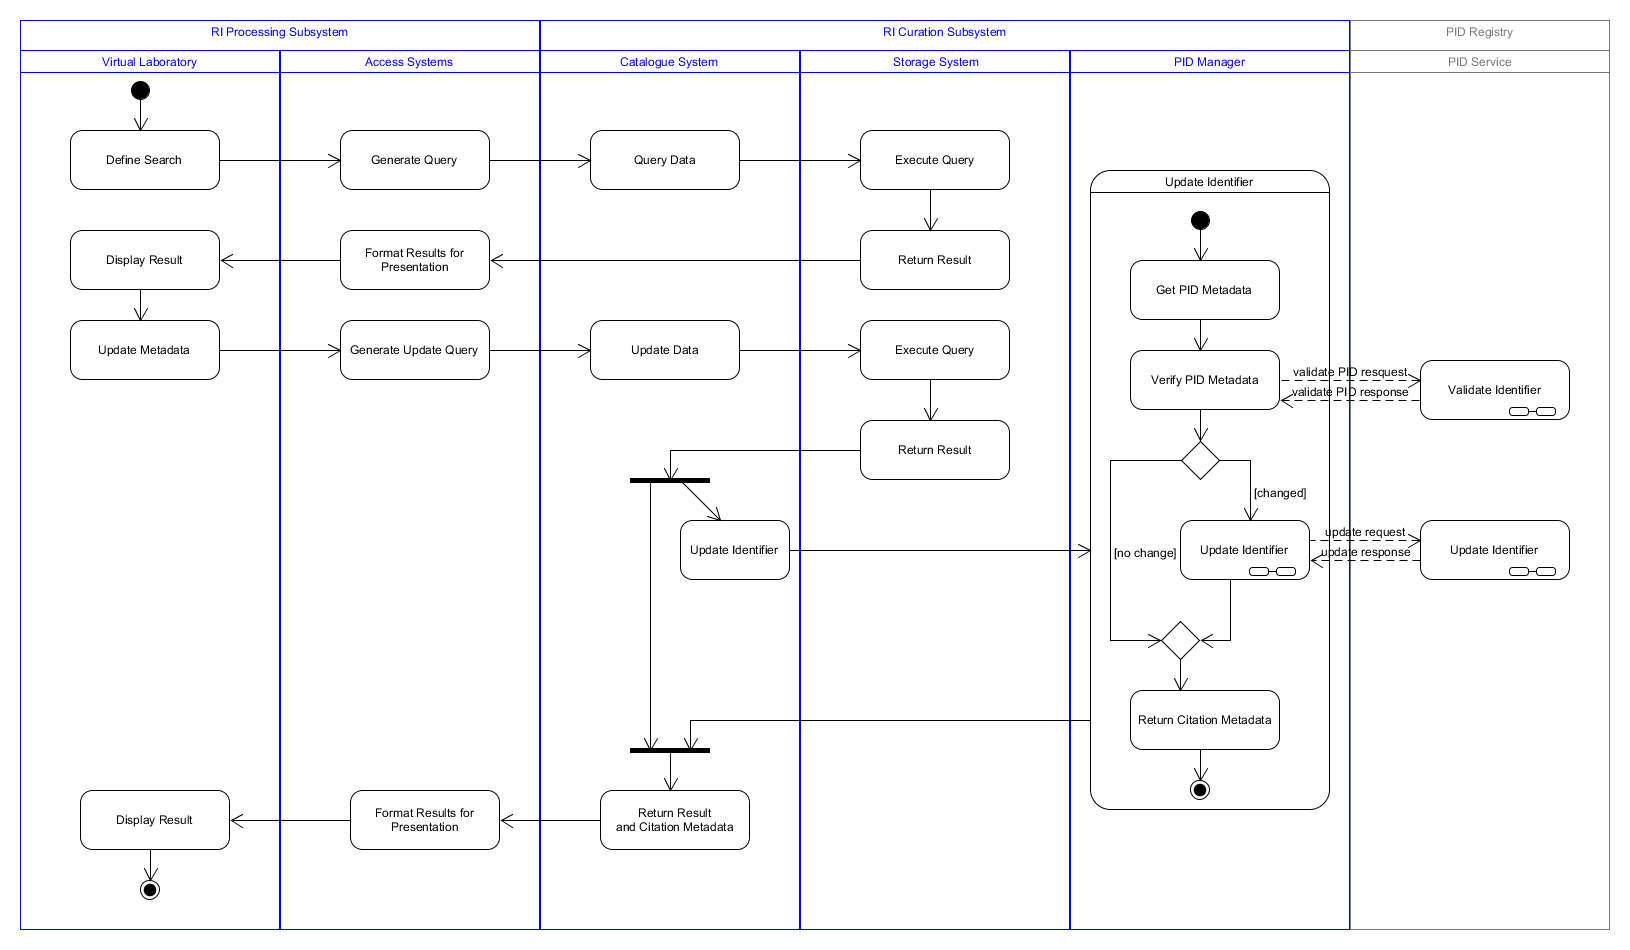 RI Processing Subsystem
RI Curation Subsystem
PID Registry
Virtual Laboratory
Access Systems
Catalogue System
Storage System
PID Manager
PID Service
Define Search
Generate Query
Query Data
Execute Query
Update Identifier
Display Result
Format Results for
Presentation
Return Result
Get PID Metadata
Update Metadata
Generate Update Query
Update Data
Execute Query
Verify PID Metadata
validate PID resquest
validate PID response
Validate Identifier
Return Result
[changed]
Update Identifier
[no change]
Update Identifier
update request
update response
Update Identifier
Return Citation Metadata
Display Result
Format Results for
Presentation
Return Result
and Citation Metadata